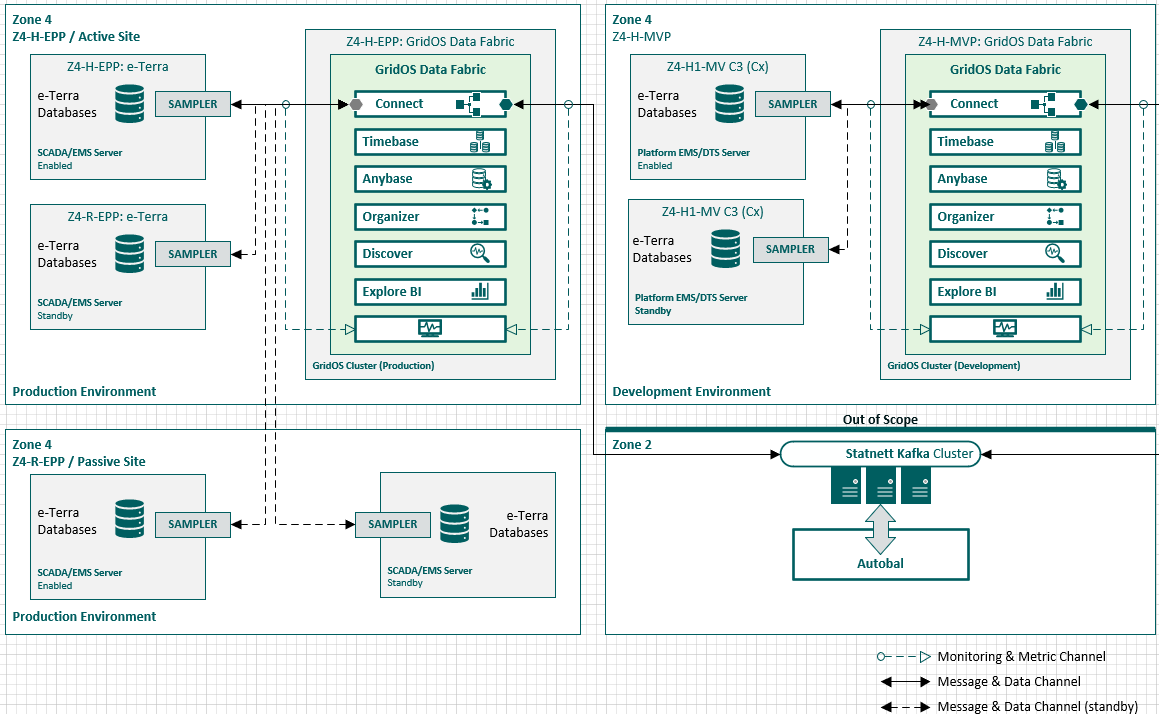 Zone 4
Z4-H-EPP / Active Site
Z4-H-EPP: e-Terra
e-Terra
Databases
SAMPLER
SCADA/EMS Server
Enabled
Z4-R-EPP: e-Terra
e-Terra
Databases
SAMPLER
SCADA/EMS Server
Standby
Z4-H-EPP: GridOS Data Fabric
GridOS Data Fabric
Connect
Timebase
Anybase
Organizer
Discover
Explore BI
GridOS Cluster (Production)
Production Environment
Zone 4
Z4-H-MVP
Z4-H1-MV C3 (Cx)
e-Terra
Databases
SAMPLER
Platform EMS/DTS Server
Enabled
Z4-H1-MV C3 (Cx)
e-Terra
Databases
SAMPLER
Platform EMS/DTS Server
Standby
Z4-H-MVP: GridOS Data Fabric
GridOS Data Fabric
Connect
Timebase
Anybase
Organizer
Discover
Explore BI
GridOS Cluster (Development)
Development Environment
Zone 4
Z4-R-EPP / Passive Site
e-Terra
Databases
SAMPLER
SCADA/EMS Server
Enabled
SAMPLER
e-Terra
Databases
SCADA/EMS Server
Standby
Production Environment
Out of Scope
Zone 2
Statnett Kafka Cluster
Autobal
Monitoring & Metric Channel
Message & Data Channel
Message & Data Channel (standby)